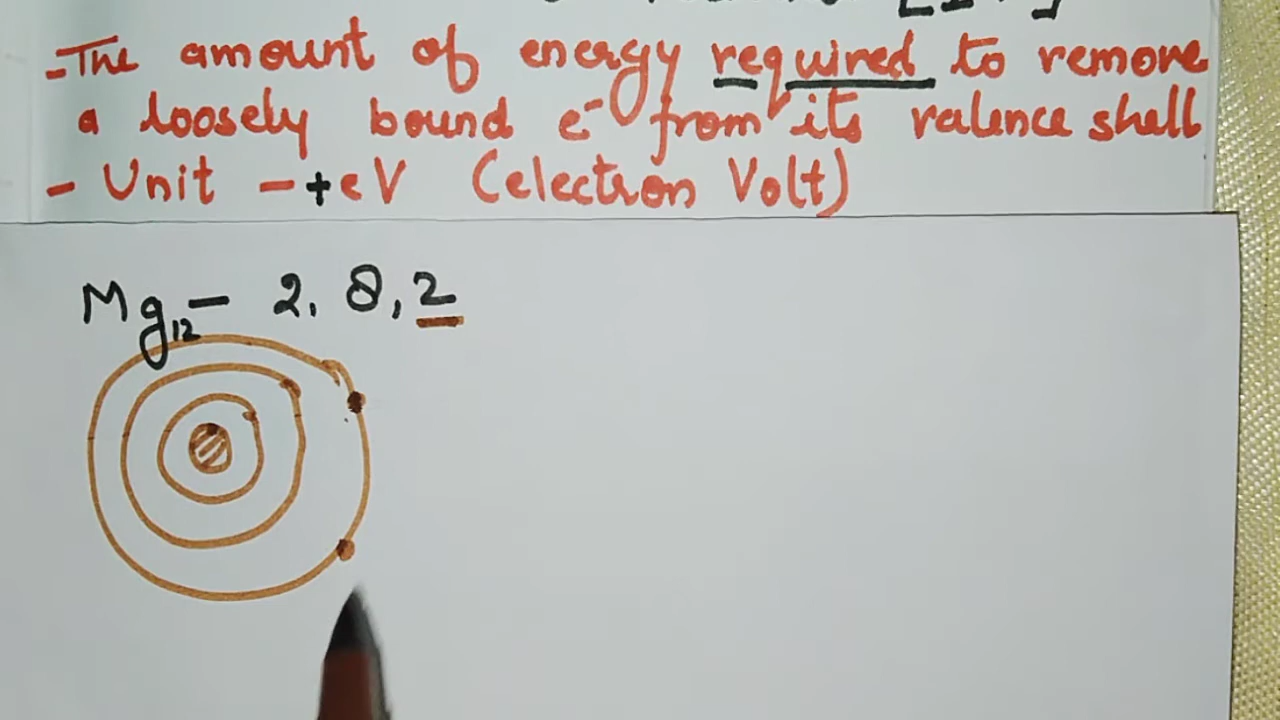 -The amount of energy required to remove
a loosely bound e⁻ from its valence shell
- Unit - +eV (electron Volt)
Mg₁₂ - 2, 8, 2